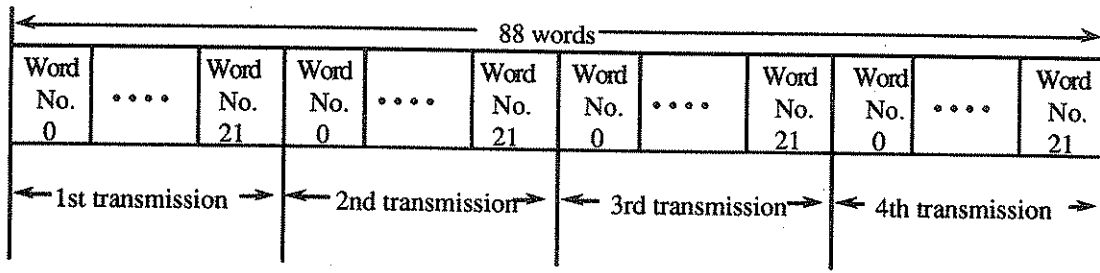 88 words
Word No. 0 •••• Word No. 21 Word No. 0 •••• Word No. 21 Word No. 0 •••• Word No. 21 Word No. 0 •••• Word No. 21
1st transmission 2nd transmission 3rd transmission 4th transmission